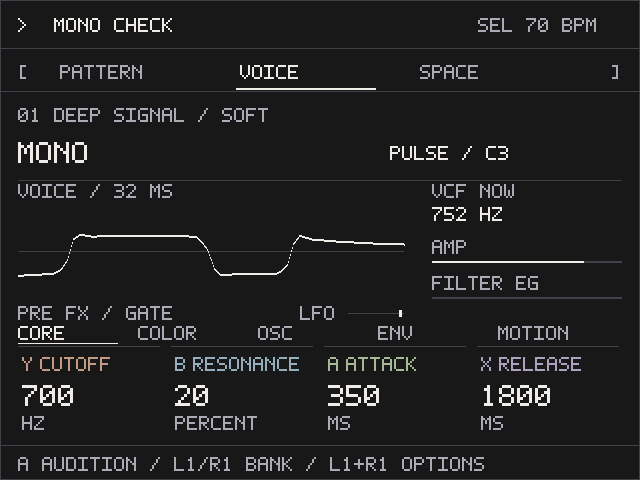 > MONO CHECK SEL 70 BPM
[ PATTERN VOICE SPACE ]
01 DEEP SIGNAL / SOFT
MONO PULSE / C3
VOICE / 32 MS VCF NOW
752 HZ
AMP
FILTER EG
PRE FX / GATE LFO
CORE COLOR OSC ENV MOTION
Y CUTOFF B RESONANCE A ATTACK X RELEASE
700 20 350 1800
HZ PERCENT MS MS
A AUDITION / L1/R1 BANK / L1+R1 OPTIONS